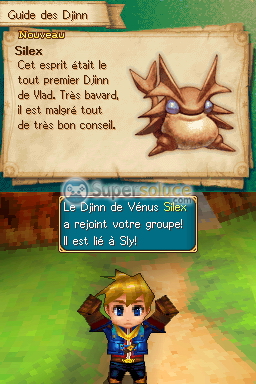 Guide des Djinn
Nouveau
Silex
Cet esprit était le
tout premier Djinn
de Vlad. Très bavard,
il est malgré tout
de très bon conseil.
Supersoluce
.com
Le Djinn de Vénus Silex
a rejoint votre groupe!
Il est lié à Sly!